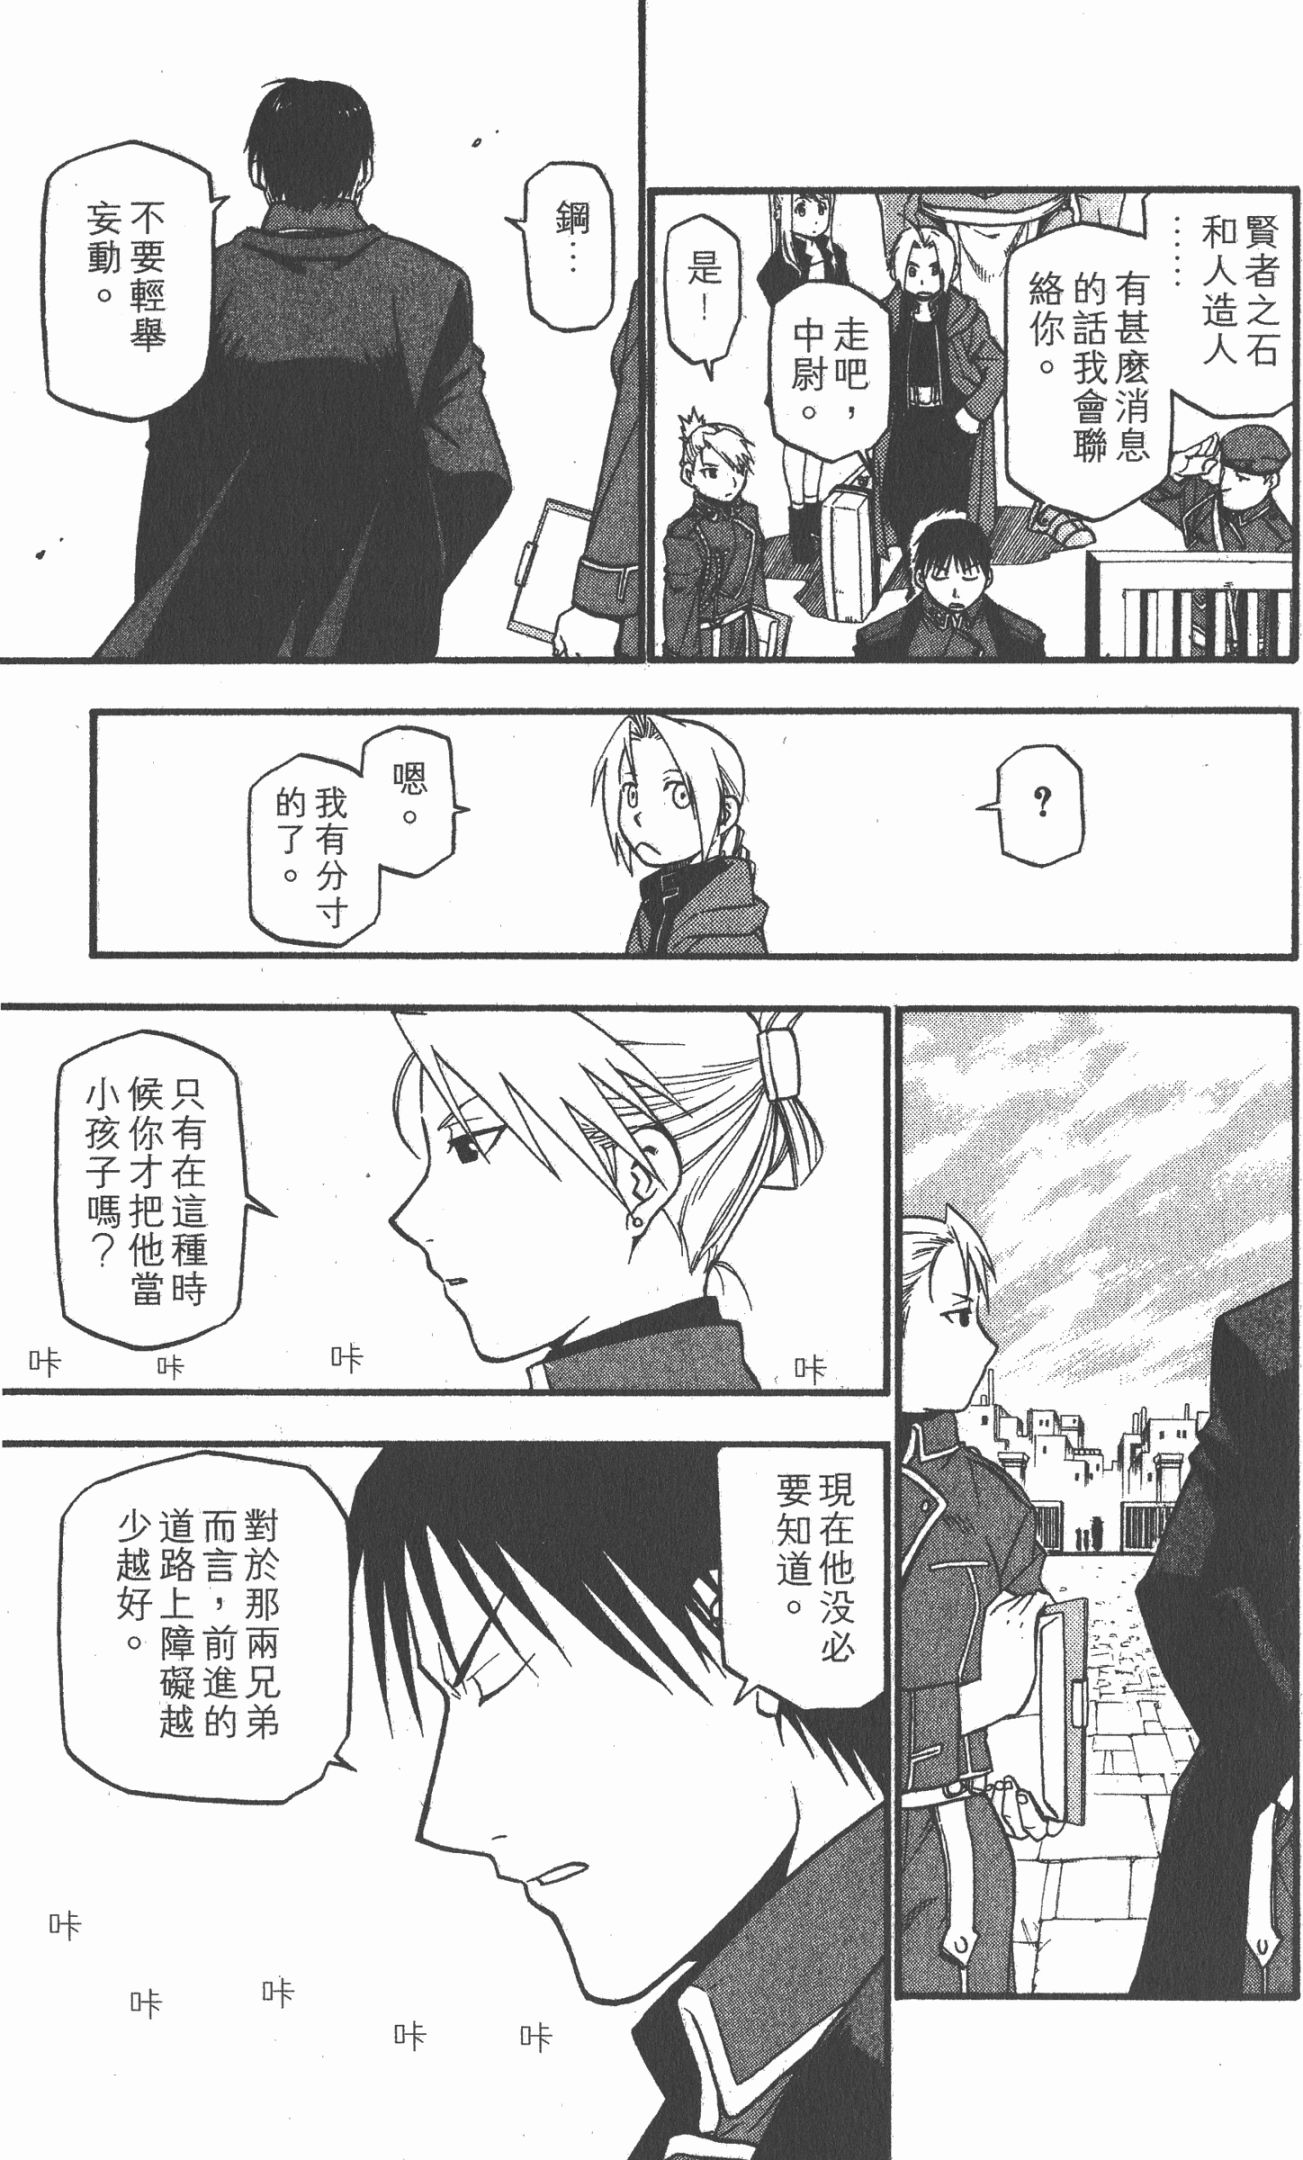 賢者之石
和人造人
……
有甚麼消息
的話我會聯
絡你。
走吧，
中尉。
是！
鋼…
不要輕舉
妄動。
？
嗯。
我有分寸
的了。
只有在這種時
候你才把他當
小孩子嗎？
咔
咔
咔
咔
現在他没必
要知道。
對於那兩兄弟
而言，前進的
道路上障礙越
少越好。
咔
咔
咔
咔
咔